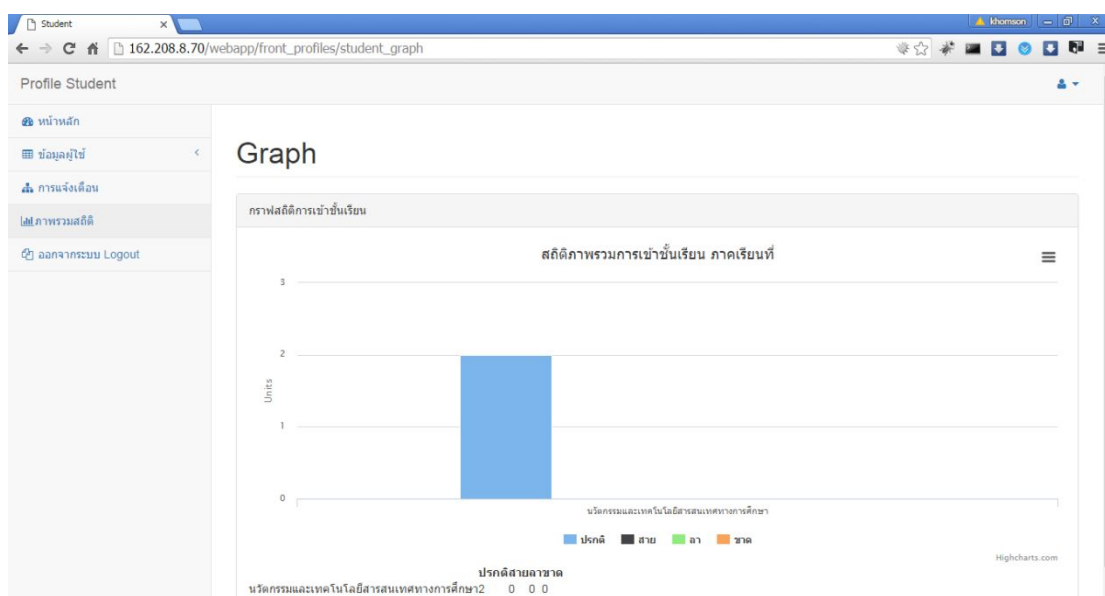 Student
khomson
162.208.8.70/webapp/front_profiles/student_graph
Profile Student
หน้าหลัก
ข้อมูลผู้ใช้
การแจ้งเตือน
ภาพรวมสถิติ
ออกจากระบบ Logout
Graph
กราฟสถิติการเข้าชั้นเรียน
สถิติภาพรวมการเข้าชั้นเรียน ภาคเรียนที่
3
2
1
0
Units
นวัตกรรมและเทคโนโลยีสารสนเทศทางการศึกษา
ปรกติ สาย ลา ขาด
Highcharts.com
ปรกติสายลาขาด
นวัตกรรมและเทคโนโลยีสารสนเทศทางการศึกษา2 0 0 0